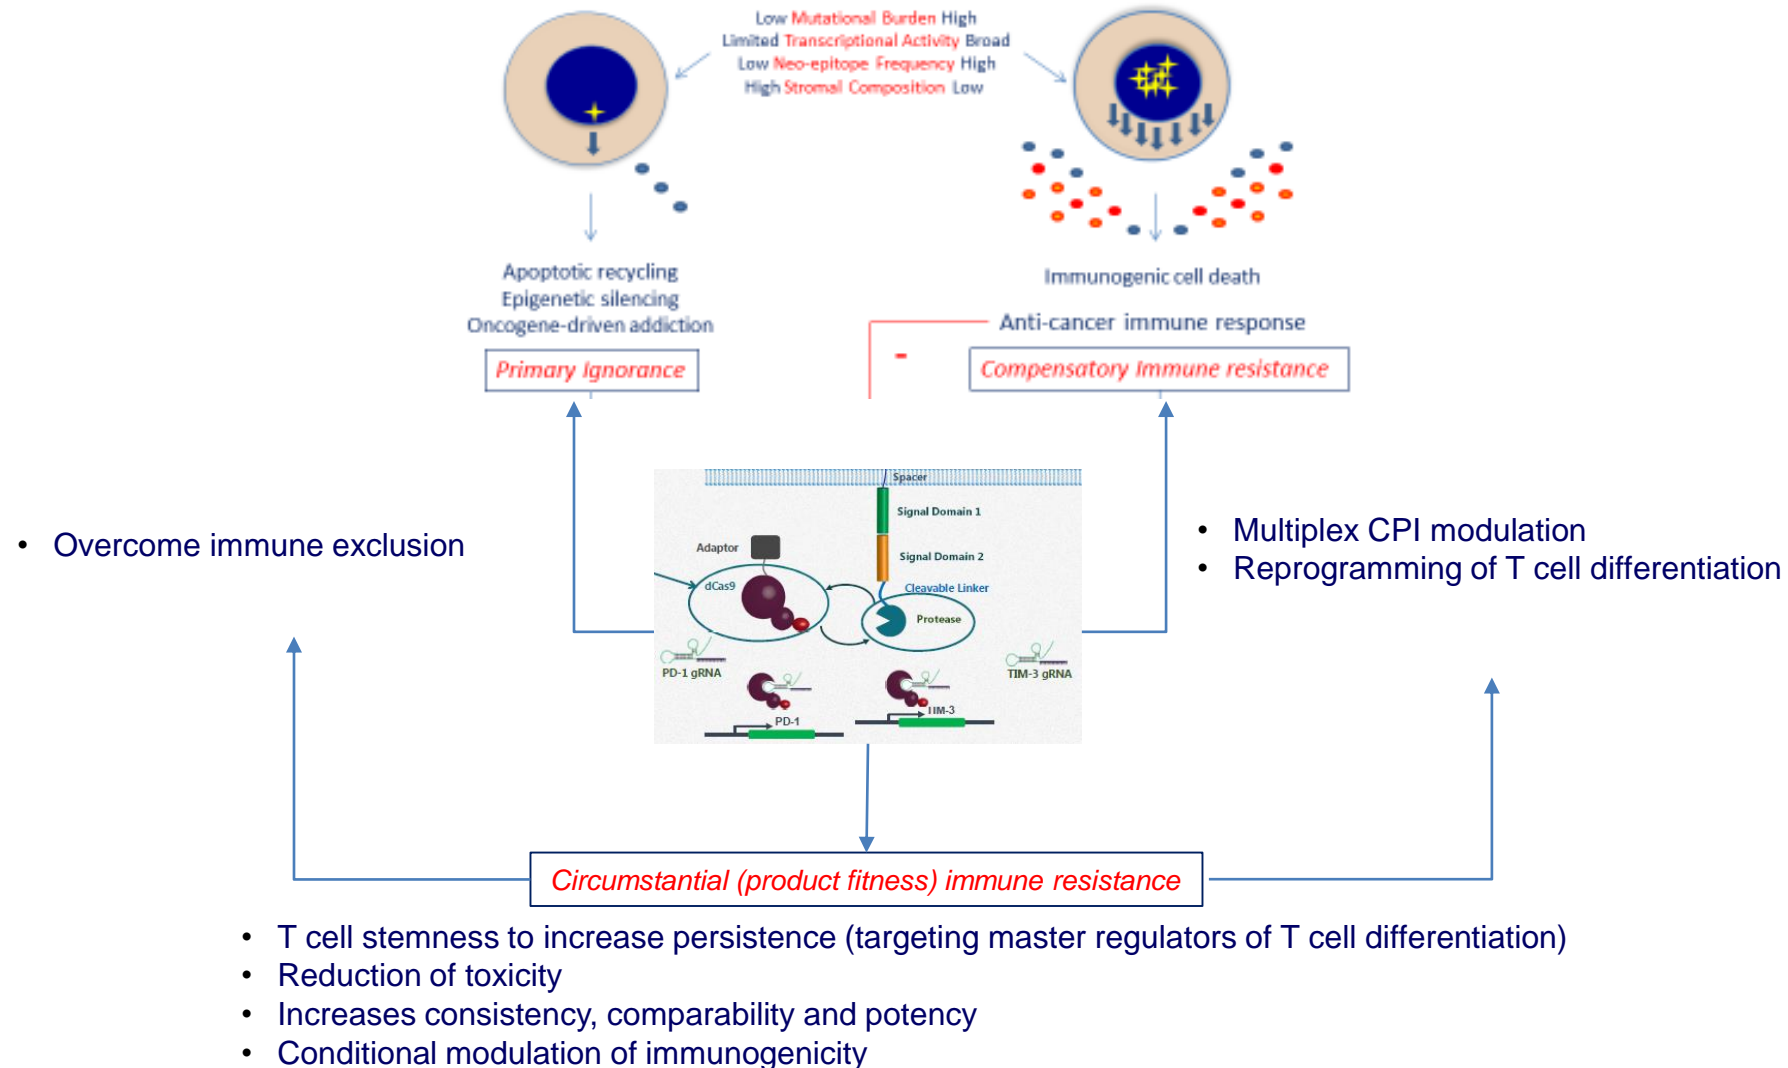 Low Mutational Burden High
Limited Transcriptional Activity Broad
Low Neo-epitope Frequency High
High Stromal Composition Low
Apoptotic recycling
Epigenetic silencing
Oncogene-driven addiction
Primary Ignorance
Immunogenic cell death
Anti-cancer immune response
-
Compensatory Immune resistance
• Overcome immune exclusion
Spacer
Signal Domain 1
Adaptor
Signal Domain 2
dCas9
Cleavable Linker
Protease
PD-1 gRNA
TIM-3 gRNA
PD-1
TIM-3
• Multiplex CPI modulation
• Reprogramming of T cell differentiation
Circumstantial (product fitness) immune resistance
• T cell stemness to increase persistence (targeting master regulators of T cell differentiation)
• Reduction of toxicity
• Increases consistency, comparability and potency
• Conditional modulation of immunogenicity